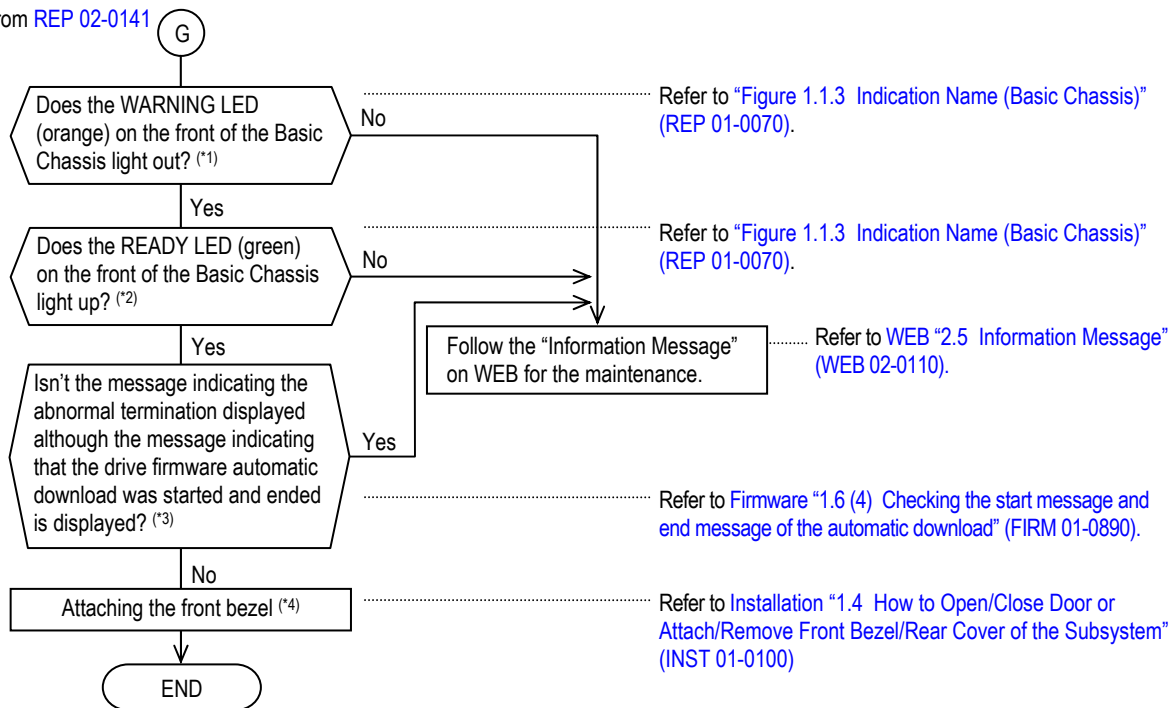 rom REP 02-0141
G
Does the WARNING LED
(orange) on the front of the Basic
Chassis light out? (*1)
No
Refer to “Figure 1.1.3 Indication Name (Basic Chassis)”
(REP 01-0070).
Yes
Does the READY LED (green)
on the front of the Basic Chassis
light up? (*2)
No
Refer to “Figure 1.1.3 Indication Name (Basic Chassis)”
(REP 01-0070).
Follow the “Information Message”
on WEB for the maintenance.
Refer to WEB “2.5 Information Message”
(WEB 02-0110).
Yes
Isn’t the message indicating the
abnormal termination displayed
although the message indicating
that the drive firmware automatic
download was started and ended
is displayed? (*3)
Yes
Refer to Firmware “1.6 (4) Checking the start message and
end message of the automatic download” (FIRM 01-0890).
No
Attaching the front bezel (*4)
Refer to Installation “1.4 How to Open/Close Door or
Attach/Remove Front Bezel/Rear Cover of the Subsystem”
(INST 01-0100)
END